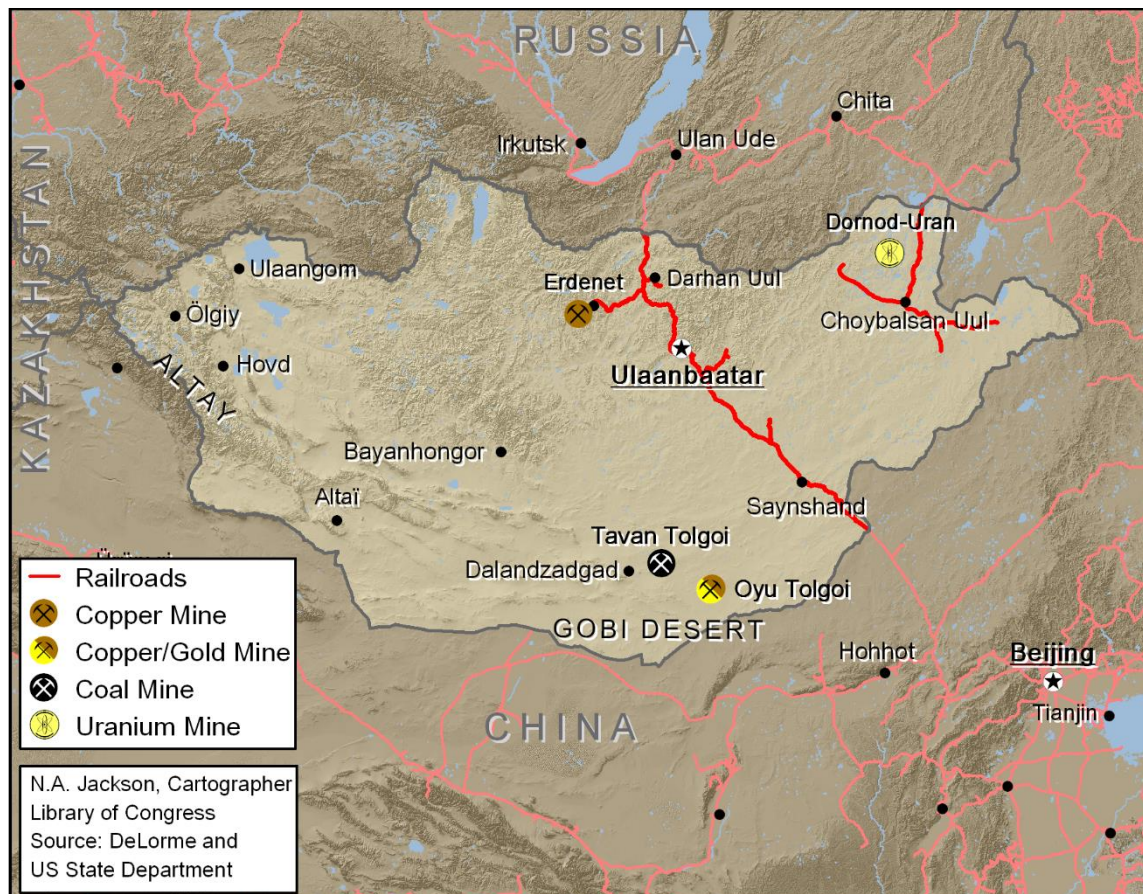 RUSSIA
KAZAKHSTAN
Chita
Irkutsk
Ulan Ude
Dornod-Uran
Ulaangom
Erdenet
Darhan Uul
Ölgiy
Choybalsan Uul
Hovd
ALTAY
Ulaanbaatar
Bayanhongor
Altaï
Saynshand
Tavan Tolgoi
Dalandzadgad
Oyu Tolgoi
GOBI DESERT
Hohhot
Beijing
Tianjin
CHINA
Railroads
Copper Mine
Copper/Gold Mine
Coal Mine
Uranium Mine
N.A. Jackson, Cartographer
Library of Congress
Source: DeLorme and
US State Department